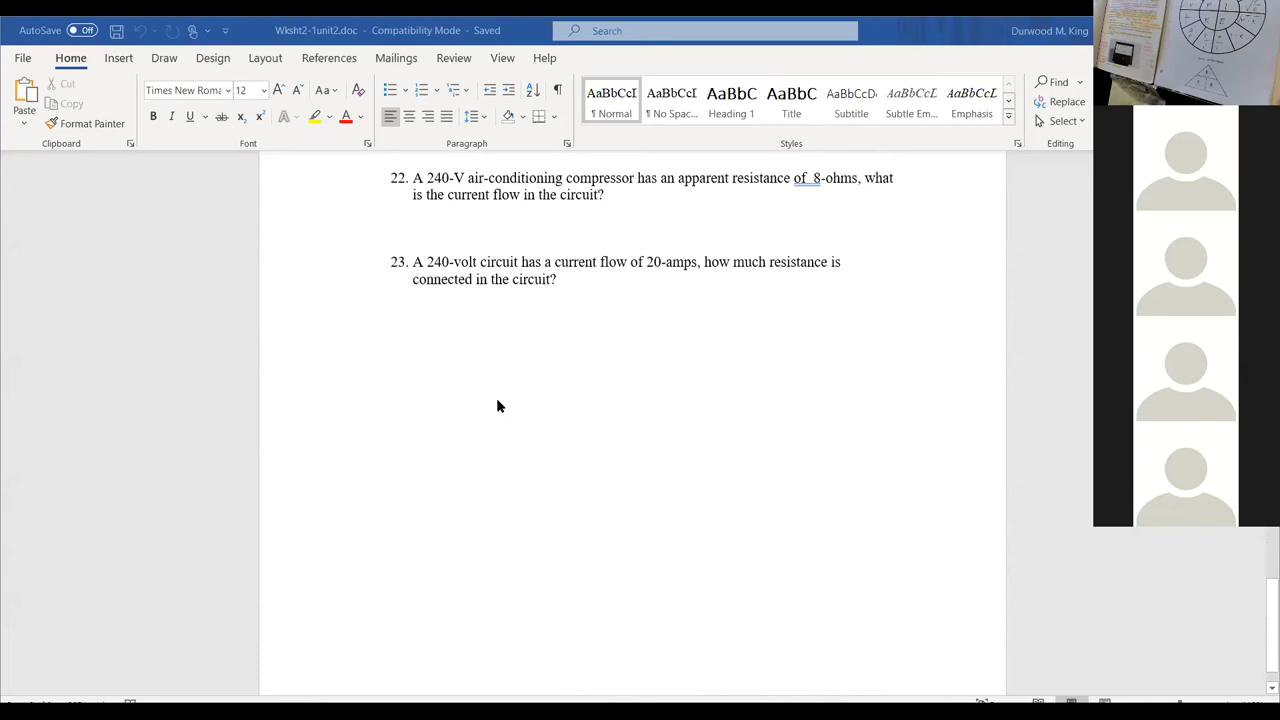 AutoSave Off Wksht2-1unit2.doc - Compatibility Mode - Saved Search Durwood M. King
File Home Insert Draw Design Layout References Mailings Review View Help
Paste
Cut
Copy
Format Painter
Clipboard
Times New Roma 12
B I U ab
Font
Paragraph
AaBbCcI AaBbCcI AaBbC AaBbC AaBbCcD AaBbCcI AaBbCcI
¶ Normal ¶ No Spac... Heading 1 Title Subtitle Subtle Em... Emphasis
Styles
Find
Replace
Select
Editing
22. A 240-V air-conditioning compressor has an apparent resistance of 8-ohms, what
is the current flow in the circuit?
23. A 240-volt circuit has a current flow of 20-amps, how much resistance is
connected in the circuit?